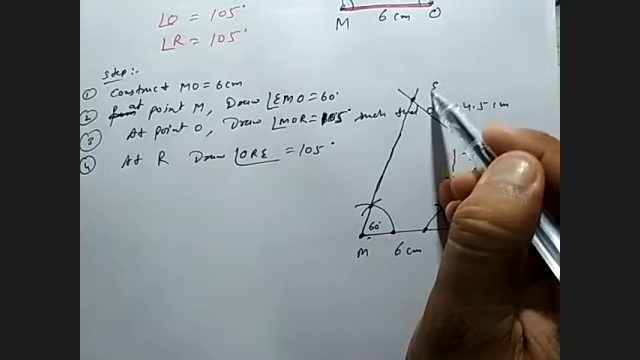 ∠O = 105°
∠R = 105°
M 6 cm O
Step:-
① Construct MO = 6cm
② At point M, Draw ∠EMO = 60°
③ At point O, Draw ∠MOR = 105° such that
④ At R Draw ∠ORE = 105°
E
4.5 cm
60°
M 6 cm